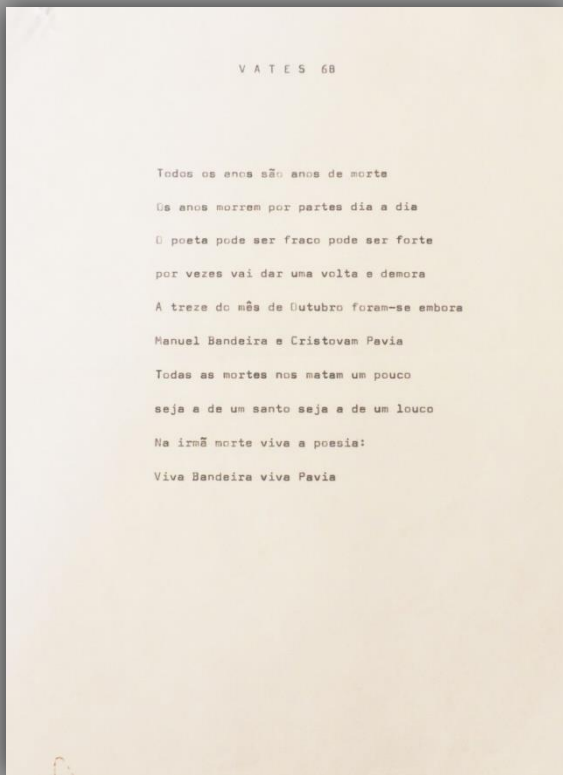 V A T E S 68
Todos os anos são anos de morte
Os anos morrem por partes dia a dia
O poeta pode ser fraco pode ser forte
por vezes vai dar uma volta e demora
A treze do mês de Outubro foram-se embora
Manuel Bandeira e Cristovam Pavia
Todas as mortes nos matam um pouco
seja a de um santo seja a de um louco
Na irmã morte viva a poesia:
Viva Bandeira viva Pavia